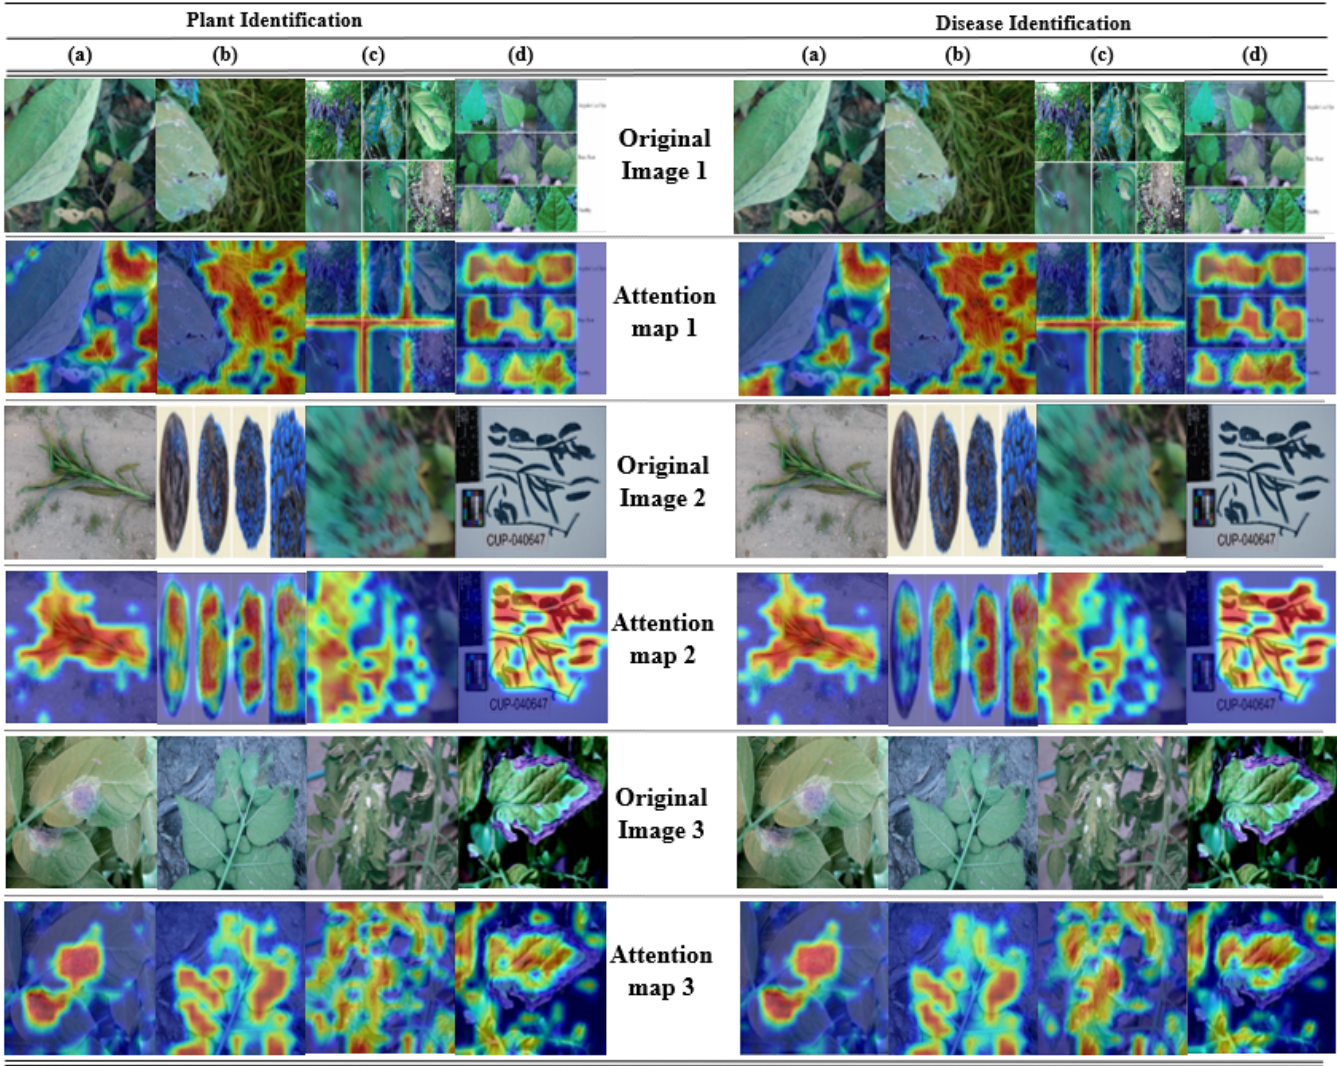 Plant Identification Disease Identification
(a) (b) (c) (d) (a) (b) (c) (d)
Original
Image 1
Attention
map 1
Original
Image 2
CUP-040647 CUP-040647
Attention
map 2
CUP-040647 CUP-040647
Original
Image 3
Attention
map 3